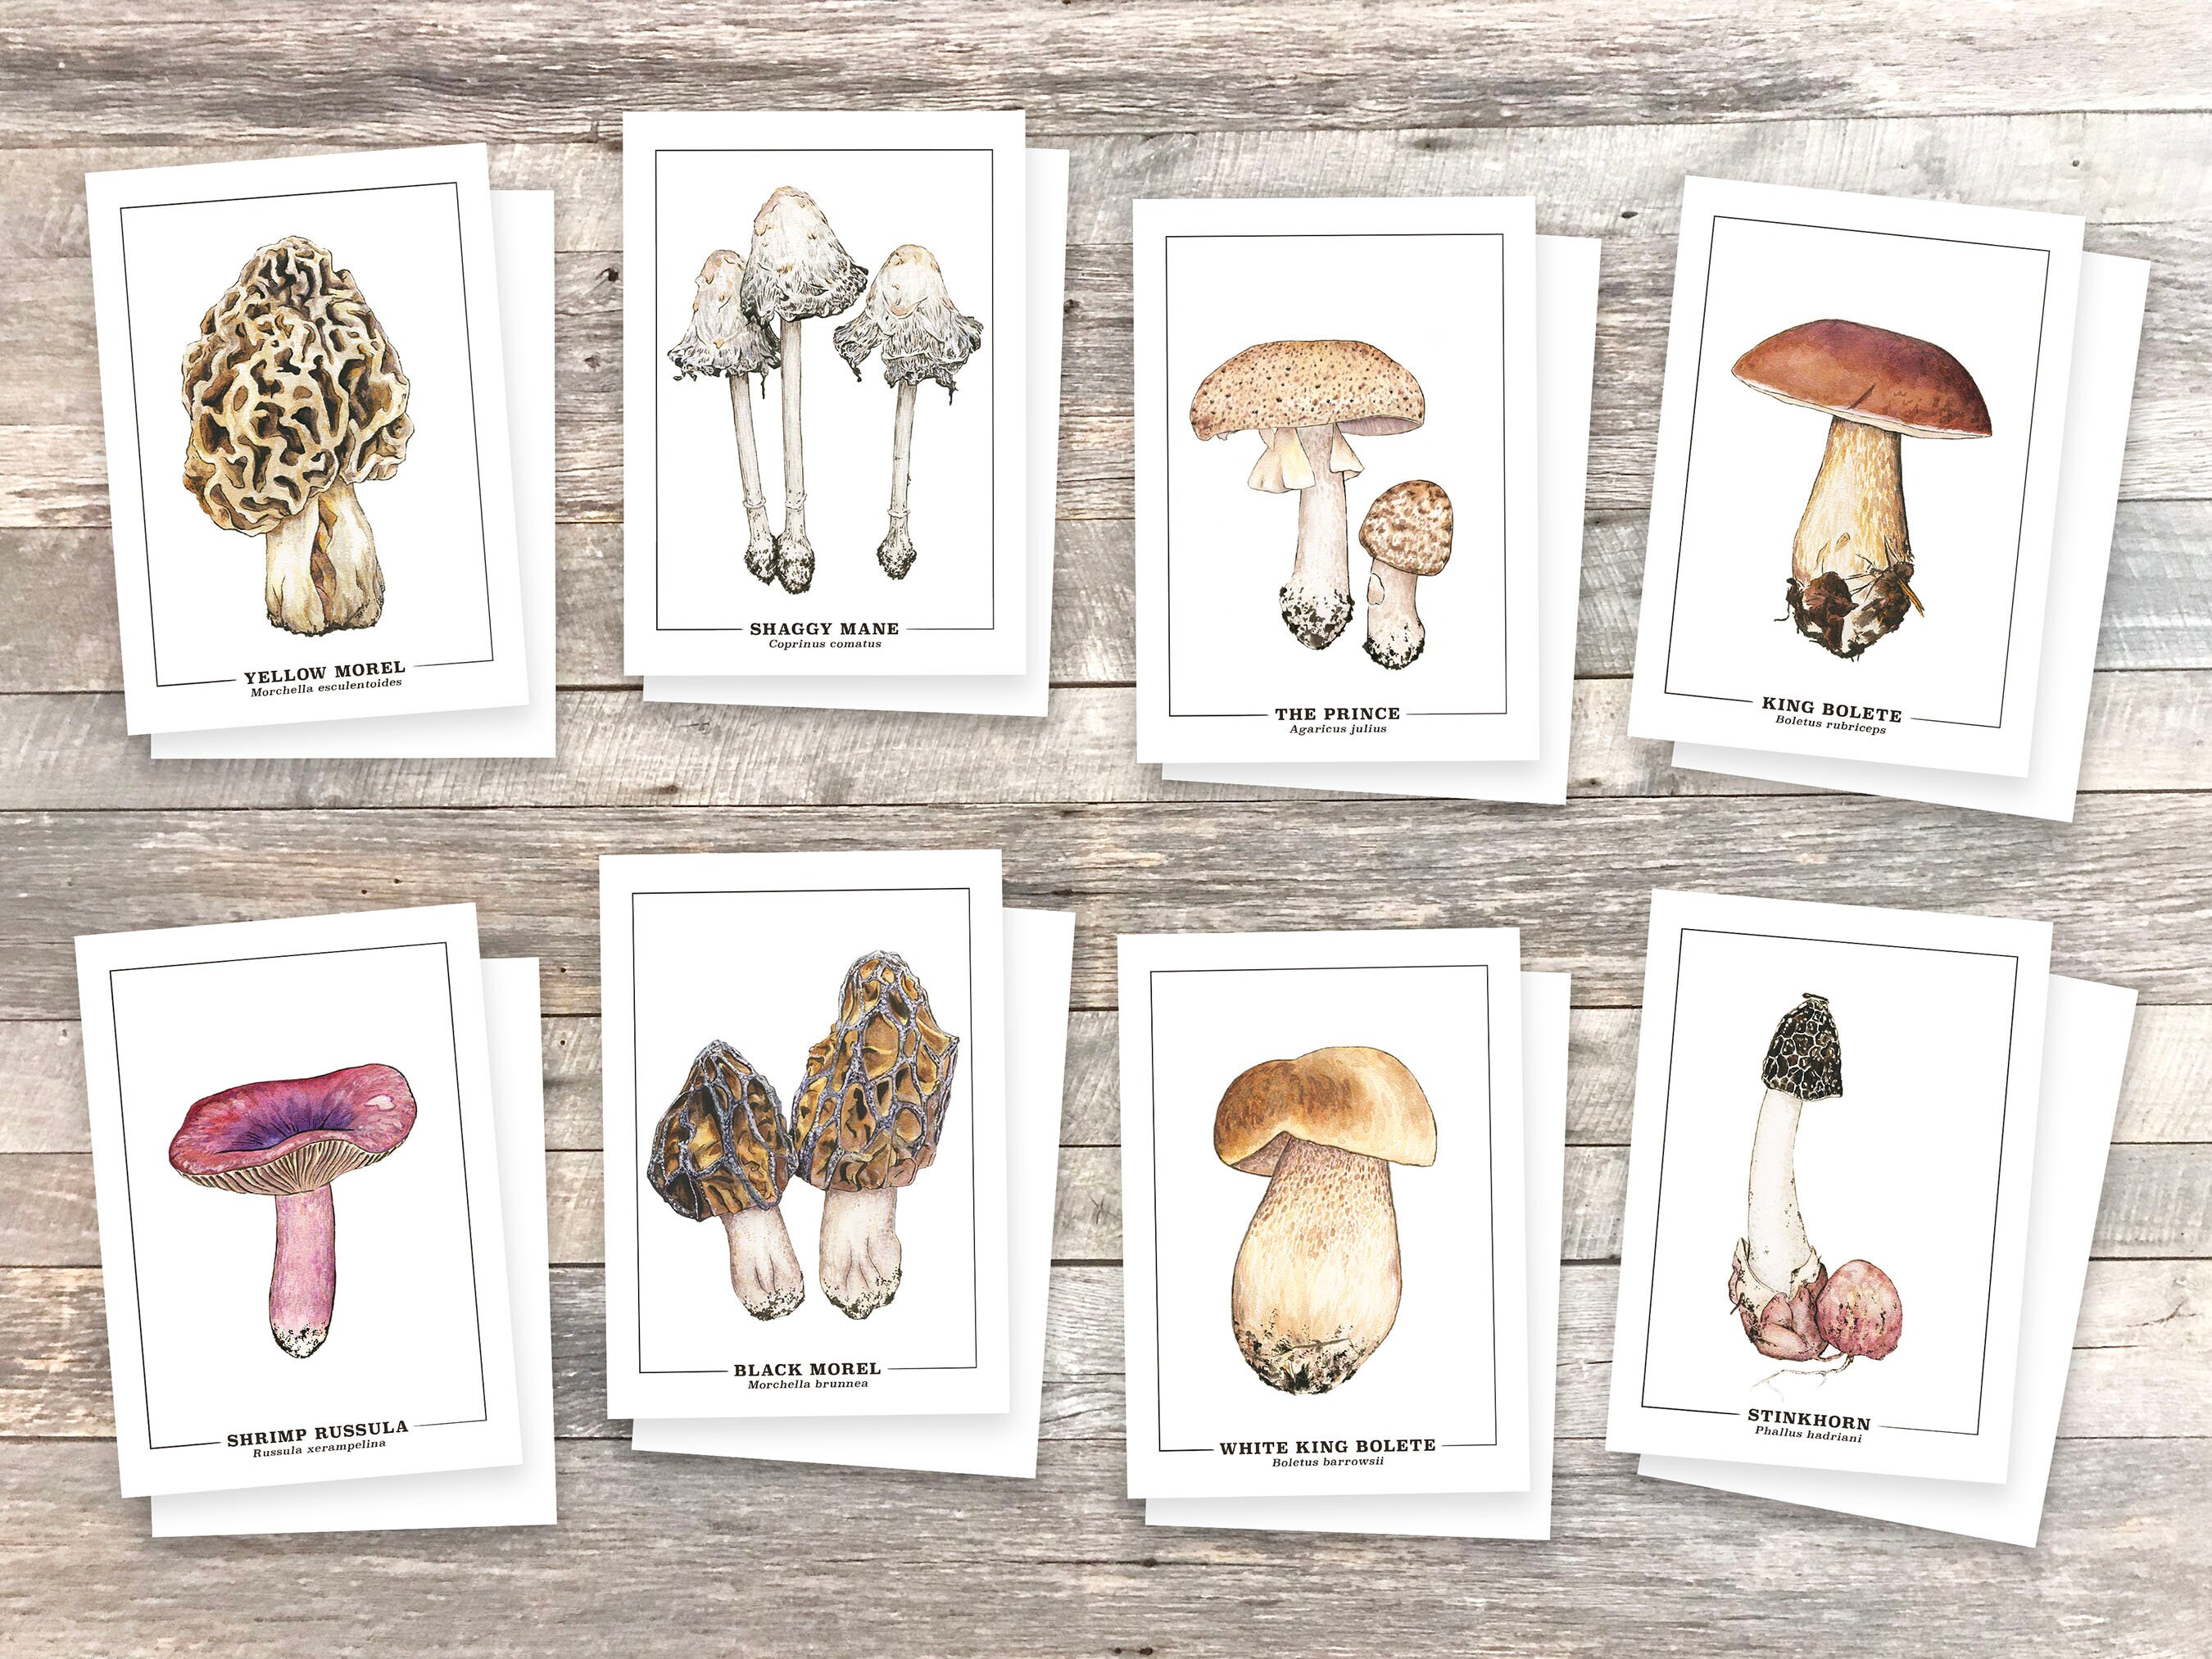 YELLOW MOREL
Morchella esculentoides
SHAGGY MANE
Coprinus comatus
THE PRINCE
Agaricus julius
KING BOLETE
Boletus rubriceps
SHRIMP RUSSULA
Russula xerampelina
BLACK MOREL
Morchella brunnea
WHITE KING BOLETE
Boletus barrowsii
STINKHORN
Phallus hadriani